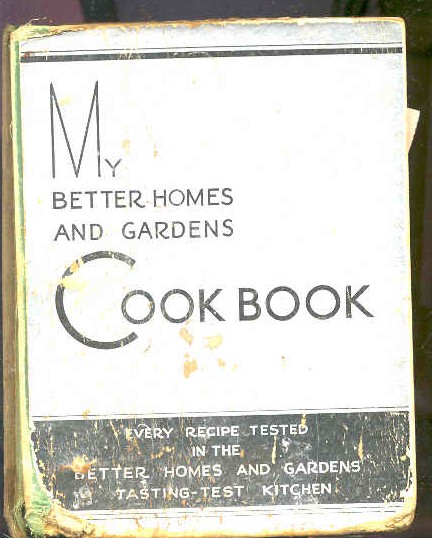 My
BETTER HOMES
AND GARDENS
COOK BOOK
EVERY RECIPE TESTED
IN THE
BETTER HOMES AND GARDENS
TASTING-TEST KITCHEN